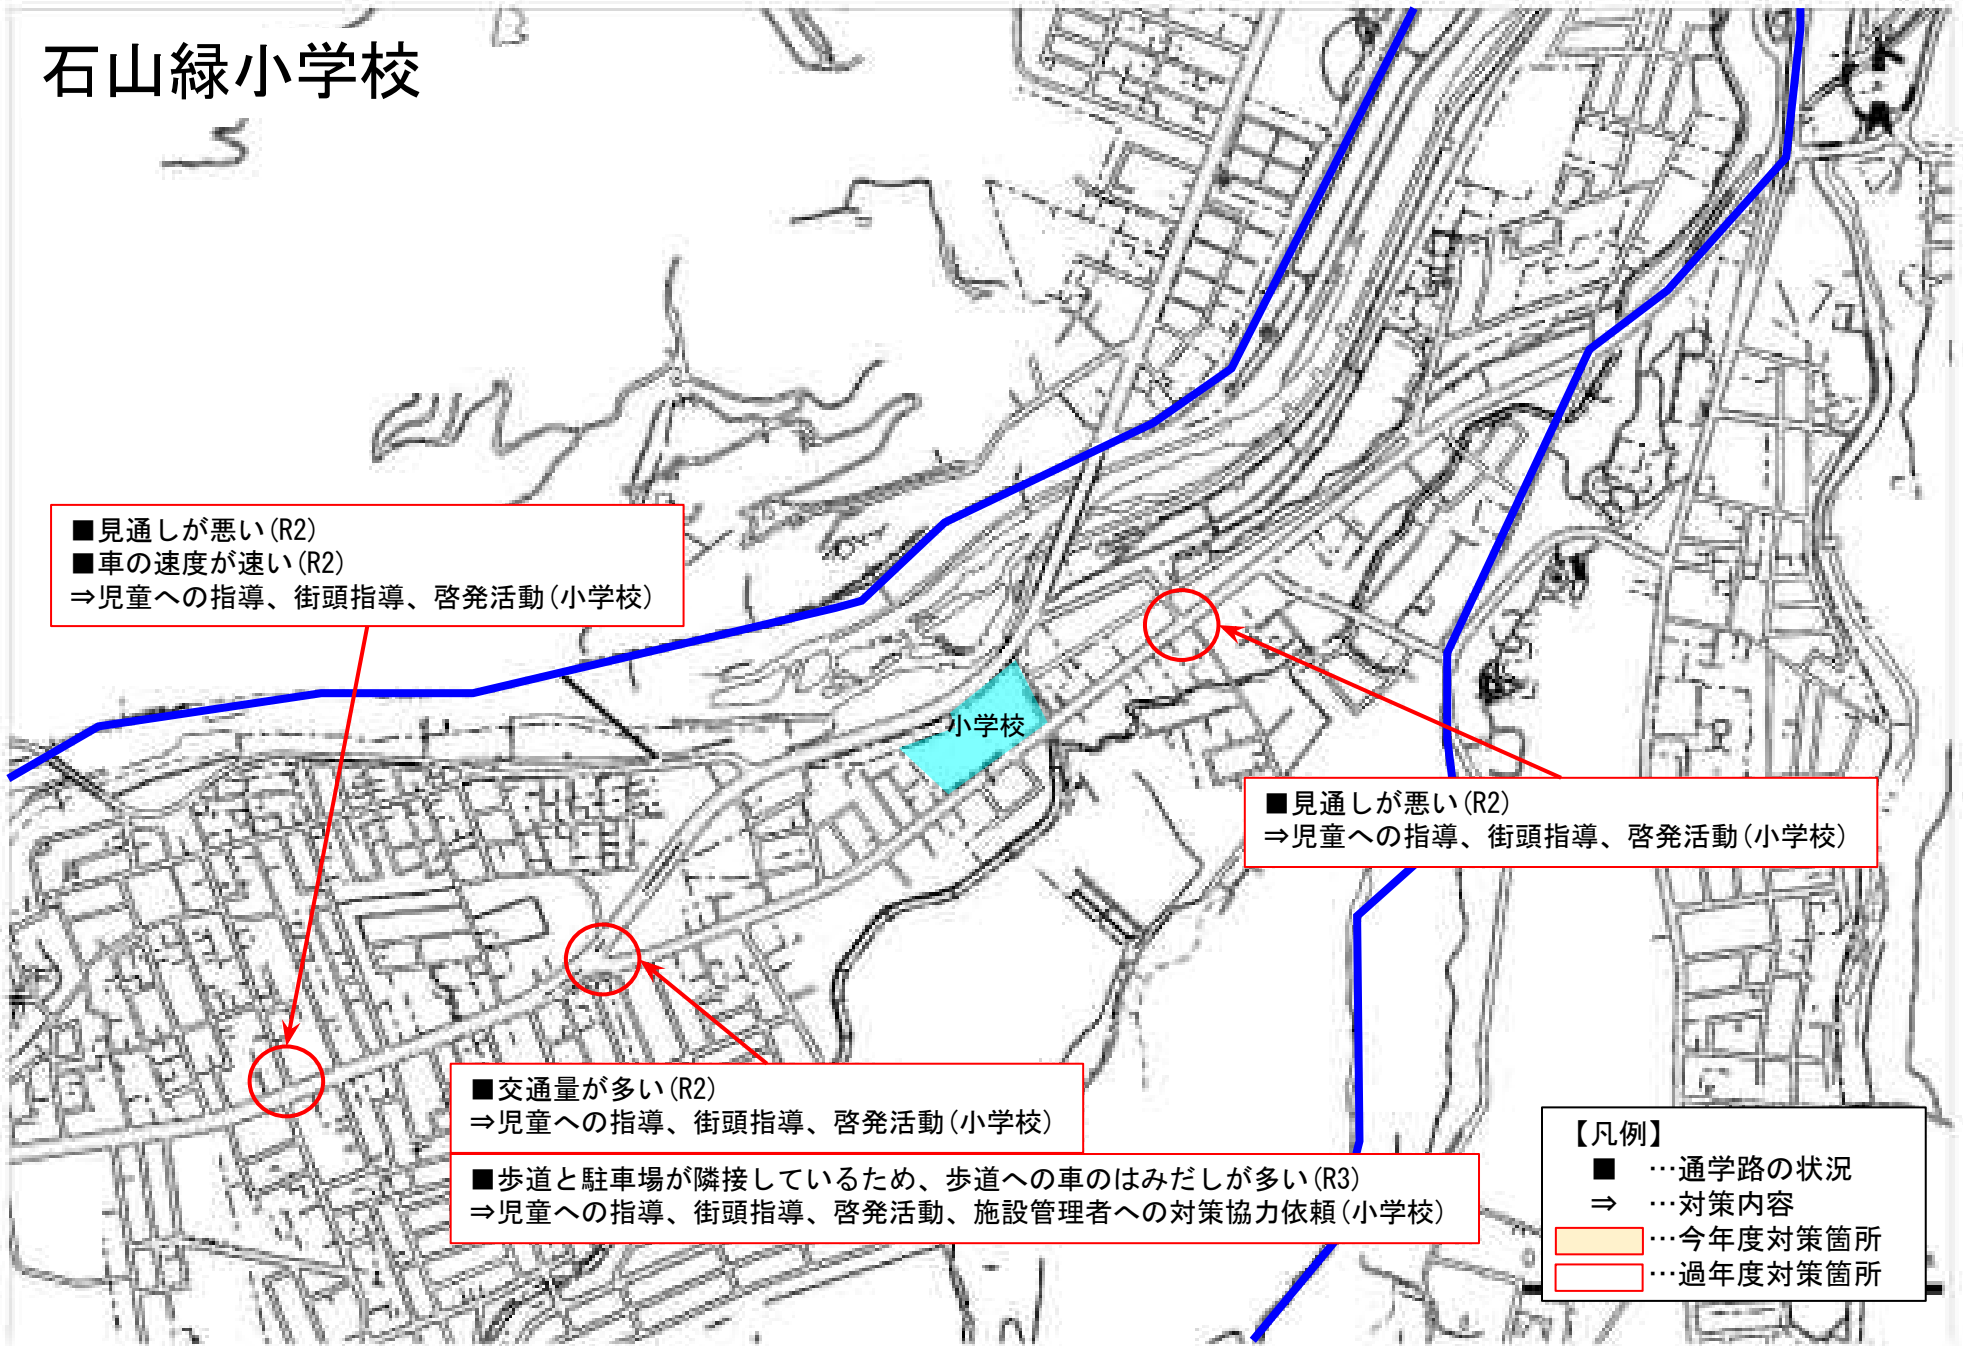 石山緑小学校
■見通しが悪い(R2)
■車の速度が速い(R2)
⇒児童への指導、街頭指導、啓発活動(小学校)
小学校
■見通しが悪い(R2)
⇒児童への指導、街頭指導、啓発活動(小学校)
■交通量が多い(R2)
⇒児童への指導、街頭指導、啓発活動(小学校)
■歩道と駐車場が隣接しているため、歩道への車のはみだしが多い(R3)
⇒児童への指導、街頭指導、啓発活動、施設管理者への対策協力依頼(小学校)
【凡例】
■ …通学路の状況
⇒ …対策内容
…今年度対策箇所
…過年度対策箇所